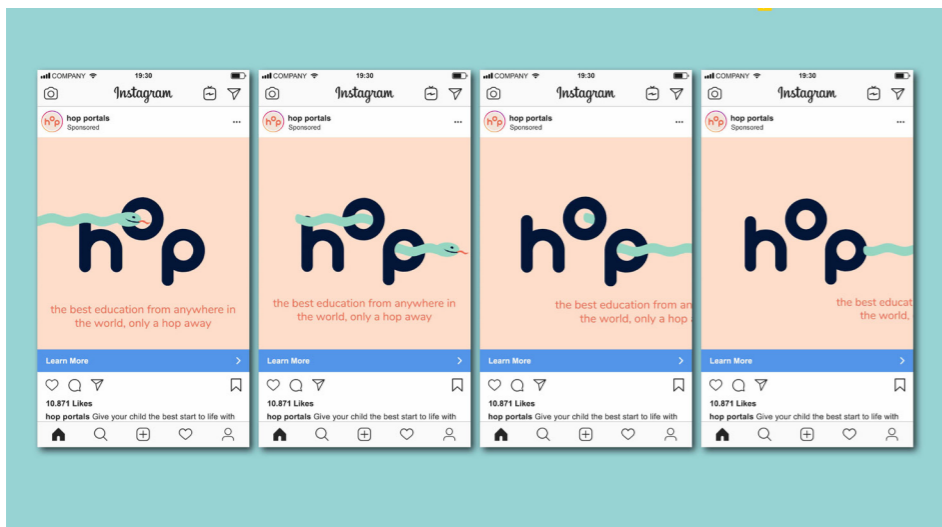 COMPANY 19:30
Instagram
hop
hop portals
Sponsored
hop
the best education from anywhere in
the world, only a hop away
Learn More
10.871 Likes
hop portals Give your child the best start to life with
COMPANY 19:30
Instagram
hop
hop portals
Sponsored
hop
the best education from anywhere in
the world, only a hop away
Learn More
10.871 Likes
hop portals Give your child the best start to life with
COMPANY 19:30
Instagram
hop
hop portals
Sponsored
hop
the best education from an
the world, only a hop
Learn More
10.871 Likes
hop portals Give your child the best start to life with
COMPANY 19:30
Instagram
hop
hop portals
Sponsored
hop
the best educat
the world,
Learn More
10.871 Likes
hop portals Give your child the best start to life with